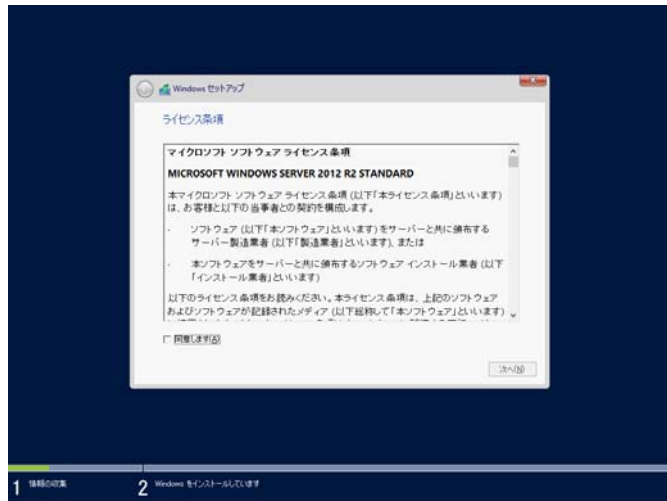 Windows セットアップ
ライセンス条項
マイクロソフト ソフトウェア ライセンス条項
MICROSOFT WINDOWS SERVER 2012 R2 STANDARD
本マイクロソフト ソフトウェア ライセンス条項 (以下「本ライセンス条項」といいます)
は、お客様と以下の当事者との契約を構成します。
· ソフトウェア (以下「本ソフトウェア」といいます) をサーバーと共に頒布する
サーバー製造業者 (以下「製造業者」といいます)、または
· 本ソフトウェアをサーバーと共に頒布するソフトウェア インストール業者 (以下
「インストール業者」といいます)
以下のライセンス条項をお読みください。本ライセンス条項は、上記のソフトウェア
およびソフトウェアが記録されたメディア (以下総称して「本ソフトウェア」といいます)
同意します(A)
次へ(N)
1 情報の収集
2 Windows をインストールしています